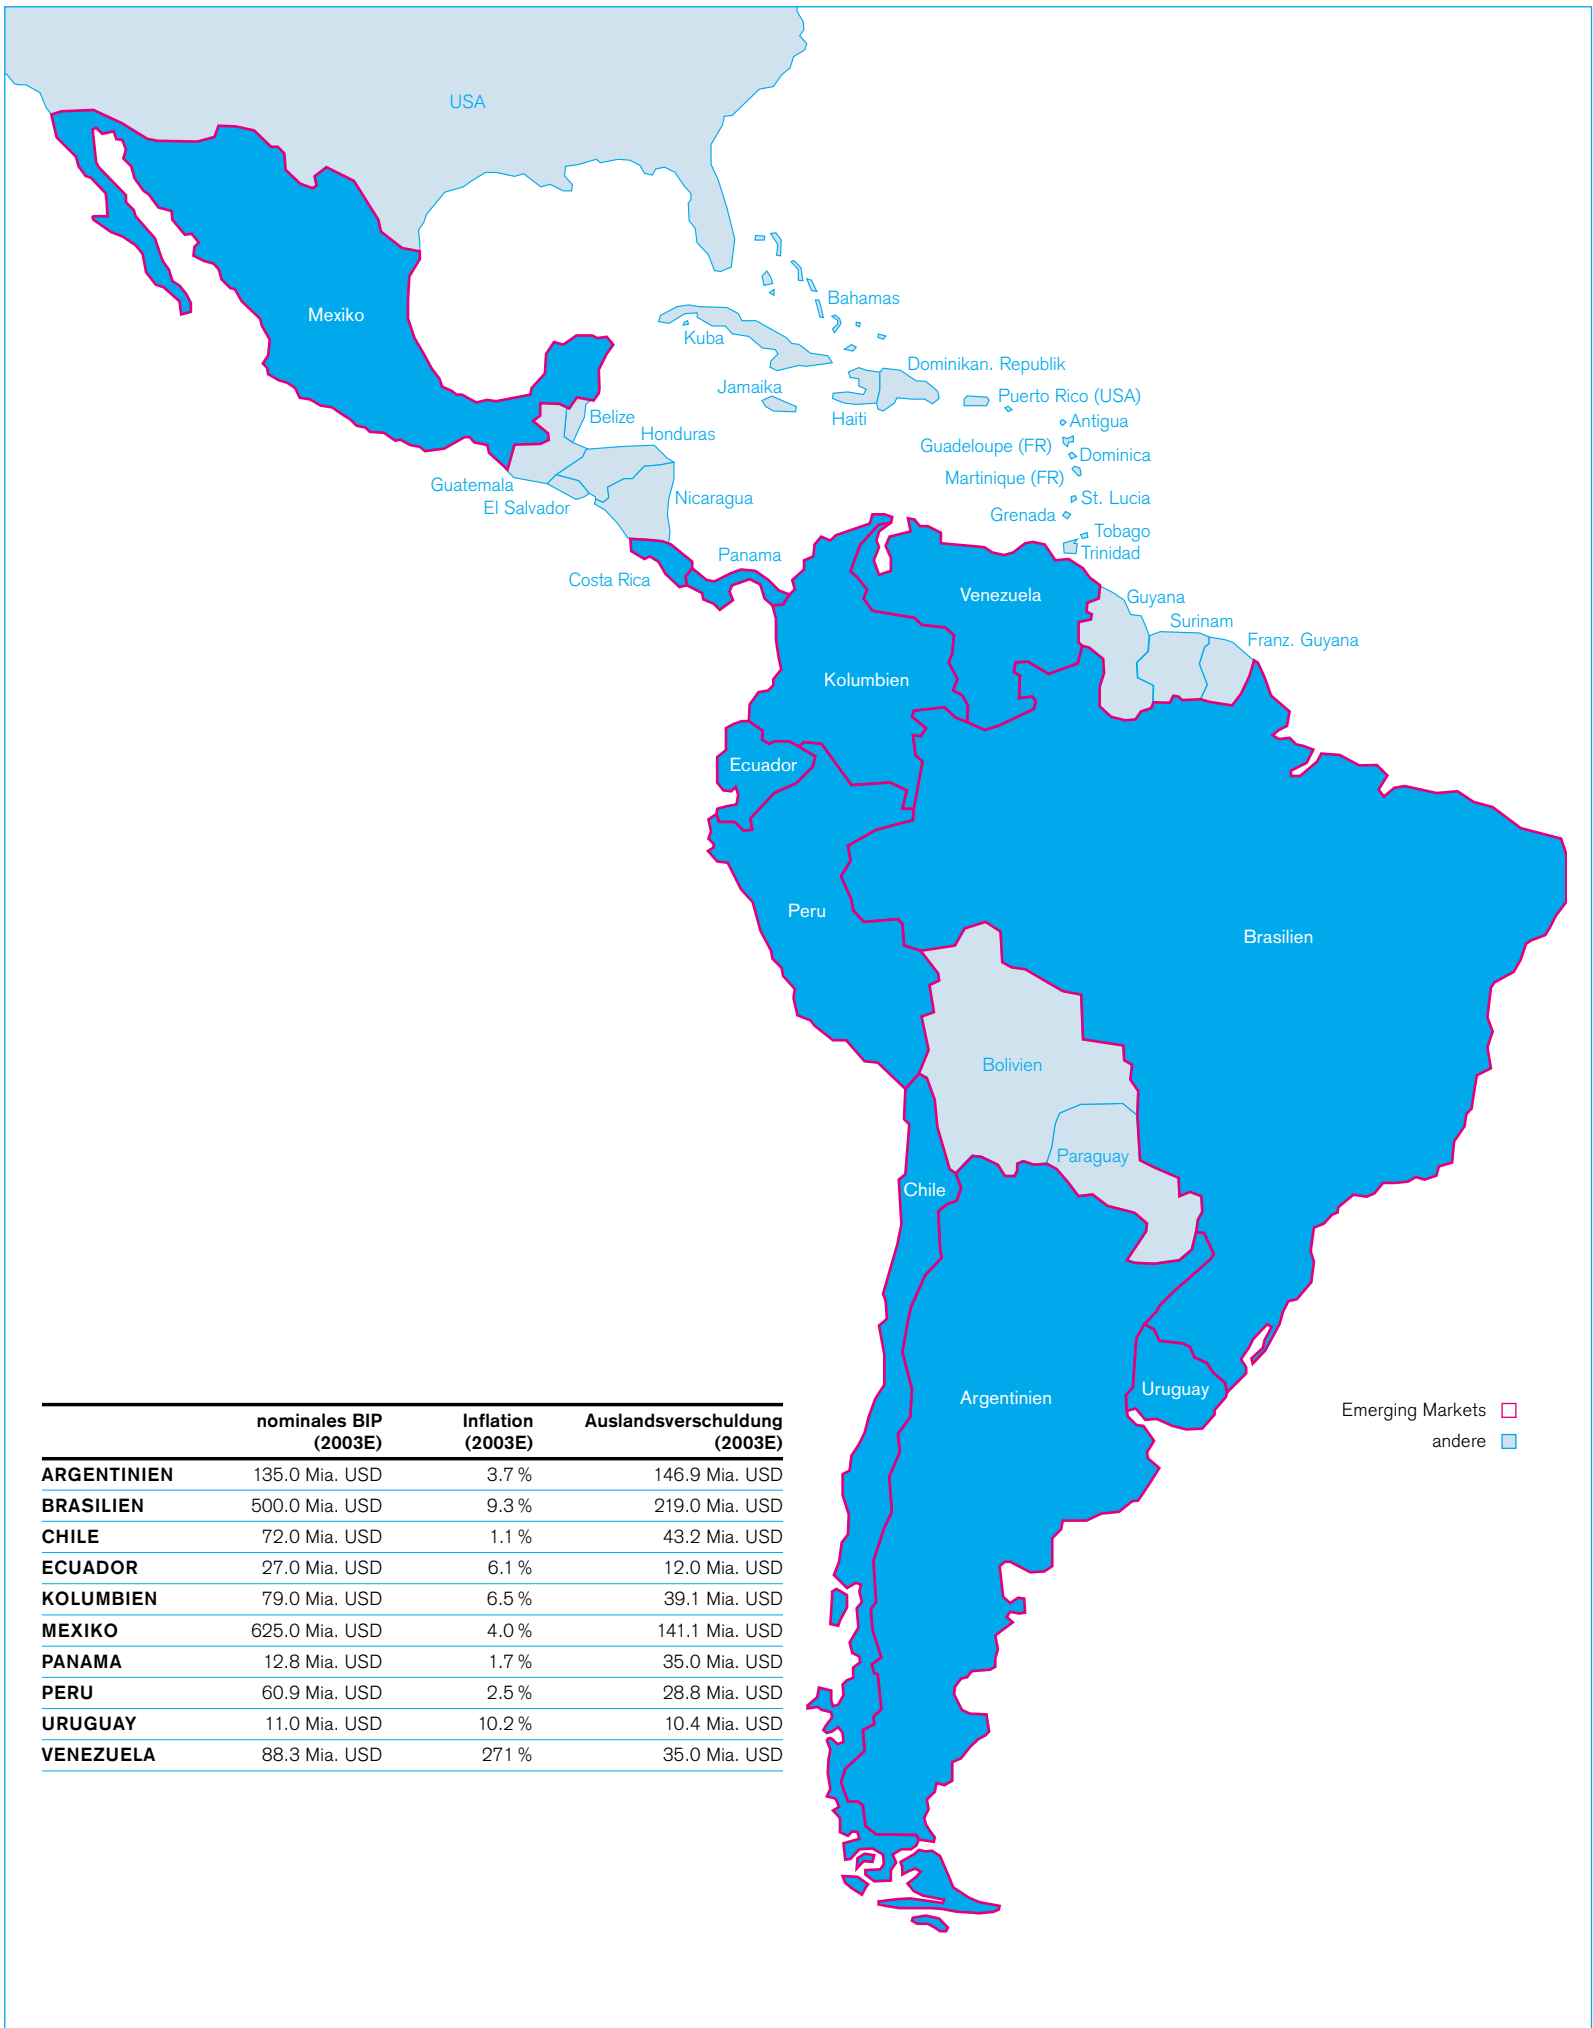 USA
Mexiko
Bahamas
Kuba
Dominikan. Republik
Jamaika
Puerto Rico (USA)
Haiti
Antigua
Belize
Honduras
Guadeloupe (FR)
Dominica
Martinique (FR)
Guatemala
El Salvador
Nicaragua
St. Lucia
Grenada
Tobago
Trinidad
Panama
Costa Rica
Venezuela
Guyana
Surinam
Franz. Guyana
Kolumbien
Ecuador
Peru
Brasilien
Bolivien
Paraguay
Chile
Argentinien
Uruguay
Emerging Markets
andere
nominales BIP Inflation Auslandsverschuldung
(2003E) (2003E) (2003E)
ARGENTINIEN 135.0 Mia. USD 3.7 % 146.9 Mia. USD
BRASILIEN 500.0 Mia. USD 9.3 % 219.0 Mia. USD
CHILE 72.0 Mia. USD 1.1 % 43.2 Mia. USD
ECUADOR 27.0 Mia. USD 6.1 % 12.0 Mia. USD
KOLUMBIEN 79.0 Mia. USD 6.5 % 39.1 Mia. USD
MEXIKO 625.0 Mia. USD 4.0 % 141.1 Mia. USD
PANAMA 12.8 Mia. USD 1.7 % 35.0 Mia. USD
PERU 60.9 Mia. USD 2.5 % 28.8 Mia. USD
URUGUAY 11.0 Mia. USD 10.2 % 10.4 Mia. USD
VENEZUELA 88.3 Mia. USD 271 % 35.0 Mia. USD